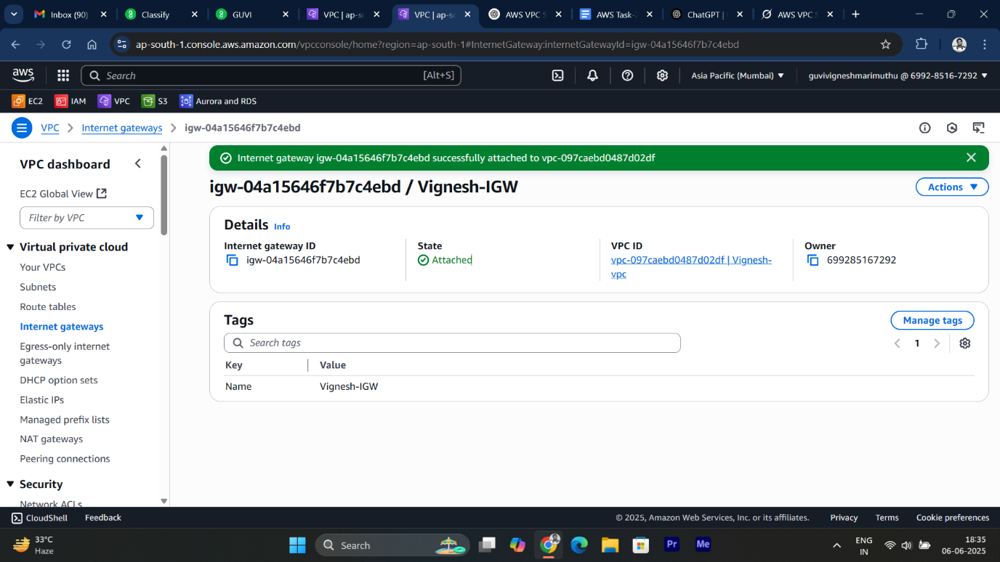 Inbox (90)
Classify
GUVI
VPC | ap-so
VPC | ap-so
AWS VPC S
AWS Task-
ChatGPT |
AWS VPC S
ap-south-1.console.aws.amazon.com/vpcconsole/home?region=ap-south-1#InternetGateway:internetGatewayId=igw-04a15646f7b7c4ebd
aws
Search
[Alt+S]
Asia Pacific (Mumbai)
guvivigneshmarimuthu @ 6992-8516-7292
EC2
IAM
VPC
S3
Aurora and RDS
VPC
Internet gateways
igw-04a15646f7b7c4ebd
VPC dashboard
EC2 Global View
Filter by VPC
Virtual private cloud
Your VPCs
Subnets
Route tables
Internet gateways
Egress-only internet
gateways
DHCP option sets
Elastic IPs
Managed prefix lists
NAT gateways
Peering connections
Security
Network ACLs
Internet gateway igw-04a15646f7b7c4ebd successfully attached to vpc-097caebd0487d02df
igw-04a15646f7b7c4ebd / Vignesh-IGW
Actions
Details Info
Internet gateway ID
igw-04a15646f7b7c4ebd
State
Attached
VPC ID
vpc-097caebd0487d02df | Vignesh-
vpc
Owner
699285167292
Tags
Manage tags
Search tags
1
Key
Value
Name
Vignesh-IGW
CloudShell
Feedback
© 2025, Amazon Web Services, Inc. or its affiliates.
Privacy
Terms
Cookie preferences
33°C
Haze
Search
Pr
Me
ENG
IN
18:35
06-06-2025